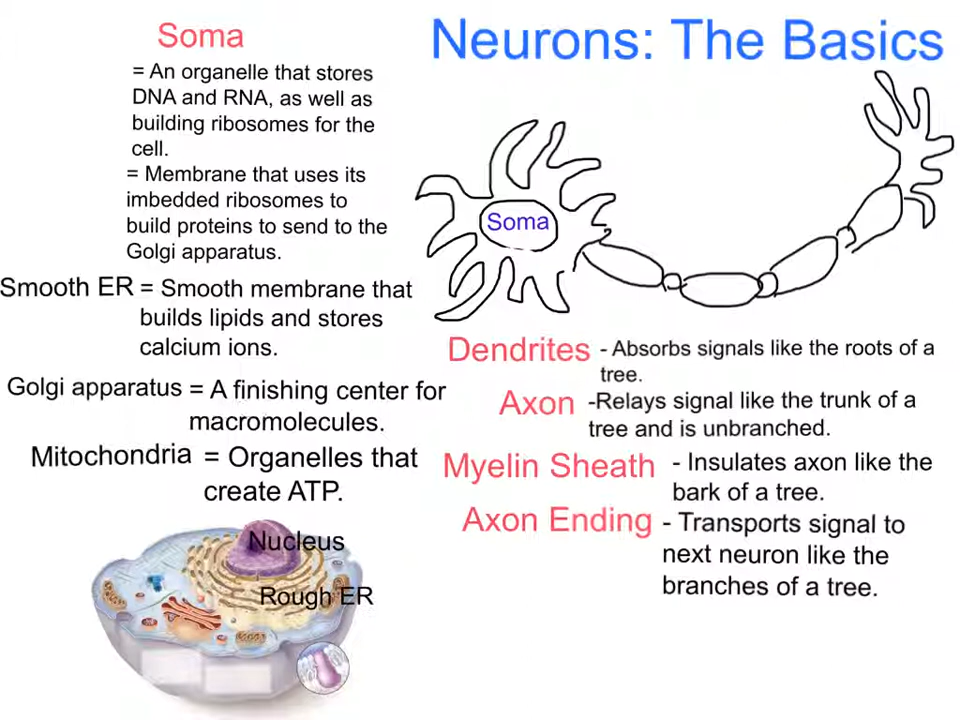 Neurons: The Basics
Soma
= An organelle that stores
DNA and RNA, as well as
building ribosomes for the
cell.
= Membrane that uses its
imbedded ribosomes to
build proteins to send to the
Golgi apparatus.
Smooth ER = Smooth membrane that
builds lipids and stores
calcium ions.
Golgi apparatus = A finishing center for
macromolecules.
Mitochondria = Organelles that
create ATP.
Nucleus
Rough ER
Soma
Dendrites - Absorbs signals like the roots of a
tree.
Axon -Relays signal like the trunk of a
tree and is unbranched.
Myelin Sheath - Insulates axon like the
bark of a tree.
Axon Ending - Transports signal to
next neuron like the
branches of a tree.